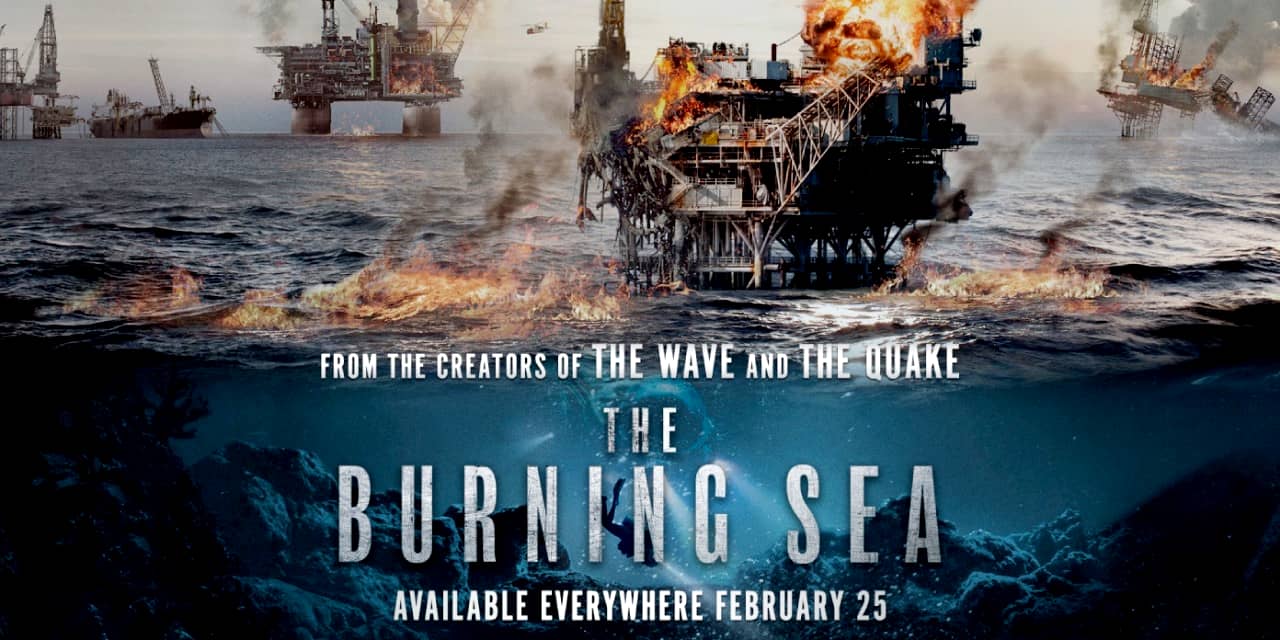 FROM THE CREATORS OF THE WAVE AND THE QUAKE
THE
BURNING SEA
AVAILABLE EVERYWHERE FEBRUARY 25